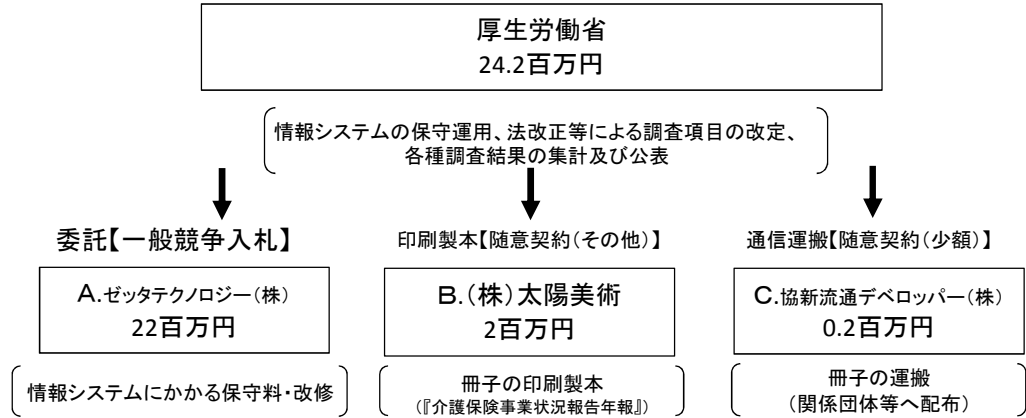 厚生労働省
24.2百万円
情報システムの保守運用、法改正等による調査項目の改定、
各種調査結果の集計及び公表
委託【一般競争入札】
印刷製本【随意契約(その他)】
通信運搬【随意契約(少額)】
A.ゼッタテクノロジー(株)
22百万円
B.(株)太陽美術
2百万円
C.協新流通デベロッパー(株)
0.2百万円
情報システムにかかる保守料・改修
冊子の印刷製本
(『介護保険事業状況報告年報』)
冊子の運搬
(関係団体等へ配布)